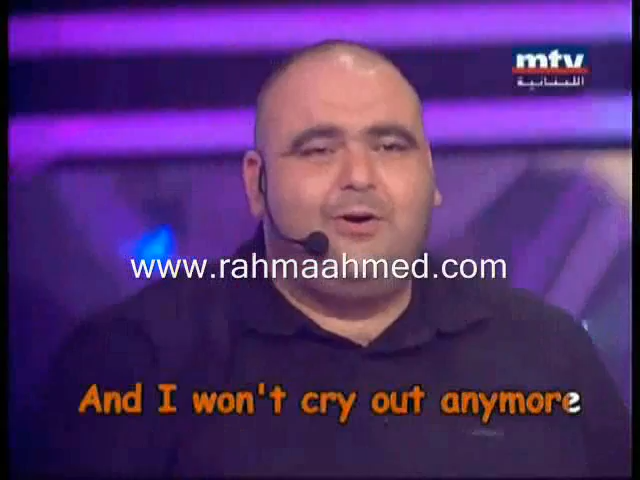 mtv
اللبنانية
www.rahmaahmed.com
And I won't cry out anymore